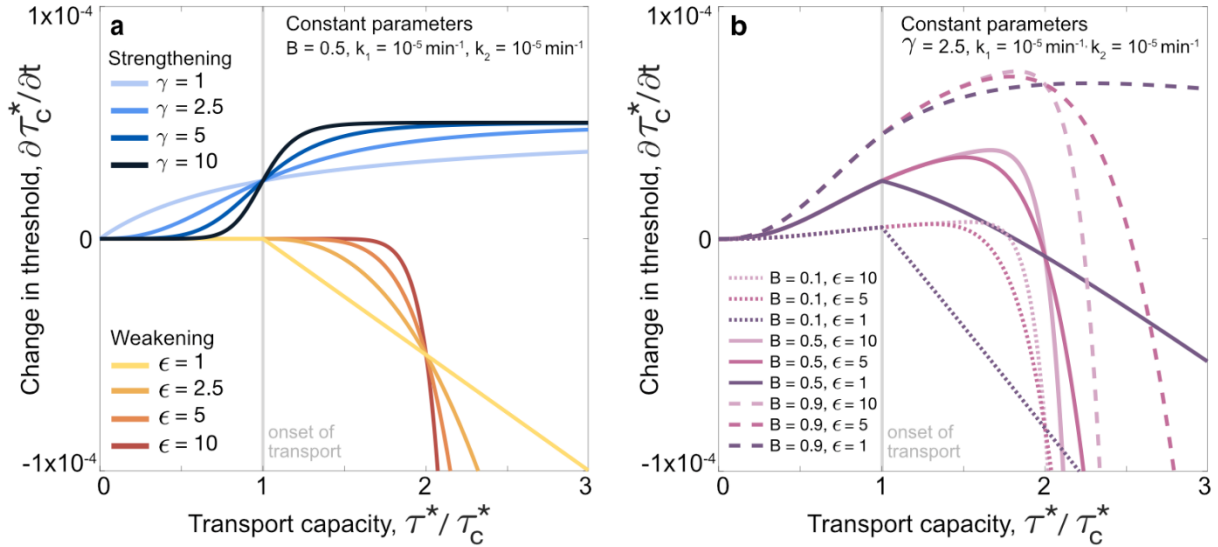 a
Constant parameters
B = 0.5, k₁ = 10⁻⁵ min⁻¹, k₂ = 10⁻⁵ min⁻¹
Strengthening
γ = 1
γ = 2.5
γ = 5
γ = 10
Weakening
ϵ = 1
ϵ = 2.5
ϵ = 5
ϵ = 10
onset of
transport
1x10⁻⁴
0
-1x10⁻⁴
Change in threshold, ∂τ*c/∂t
0 1 2 3
Transport capacity, τ*/τ*c
b
Constant parameters
γ = 2.5, k₁ = 10⁻⁵ min⁻¹, k₂ = 10⁻⁵ min⁻¹
B = 0.1, ϵ = 10
B = 0.1, ϵ = 5
B = 0.1, ϵ = 1
B = 0.5, ϵ = 10
B = 0.5, ϵ = 5
B = 0.5, ϵ = 1
B = 0.9, ϵ = 10
B = 0.9, ϵ = 5
B = 0.9, ϵ = 1
onset of
transport
1x10⁻⁴
0
-1x10⁻⁴
Change in threshold, ∂τ*c/∂t
0 1 2 3
Transport capacity, τ*/τ*c